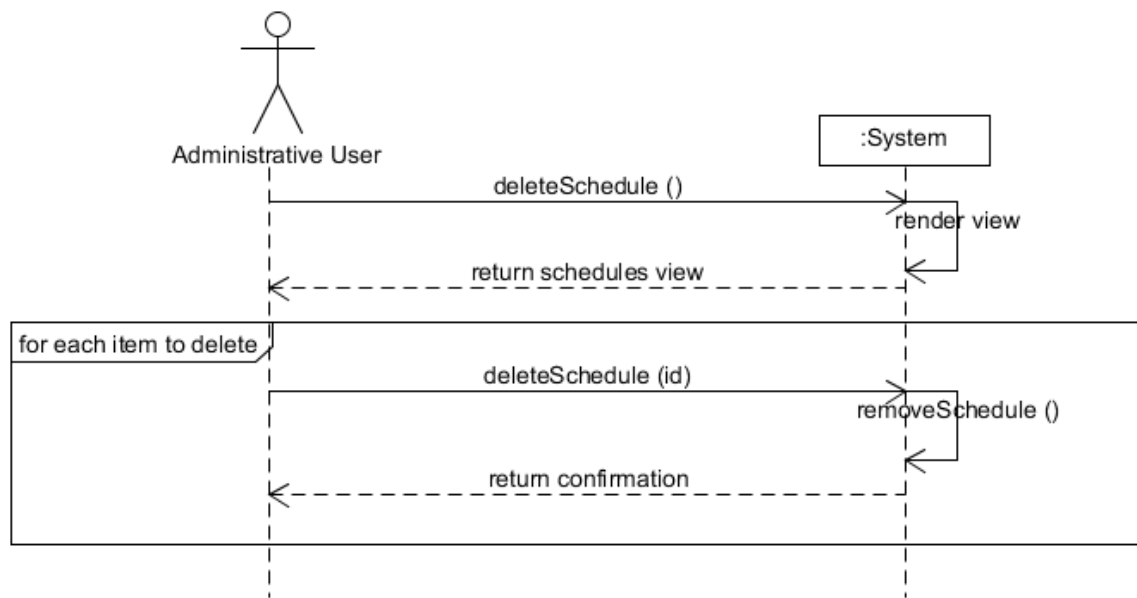 Administrative User
:System
deleteSchedule ()
render view
return schedules view
for each item to delete
deleteSchedule (id)
removeSchedule ()
return confirmation